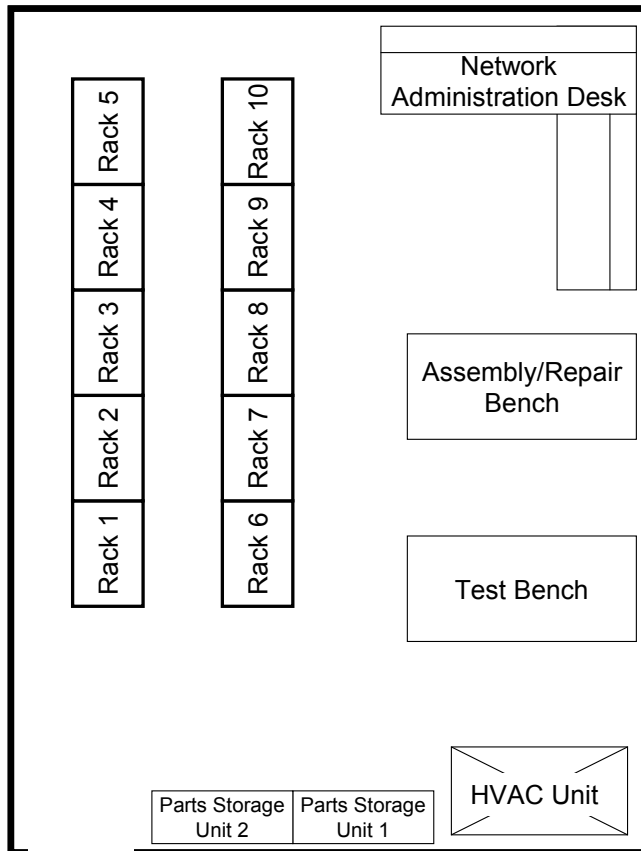 Network
Administration Desk
Rack 5
Rack 10
Rack 4
Rack 9
Rack 3
Rack 8
Assembly/Repair
Bench
Rack 2
Rack 7
Rack 1
Rack 6
Test Bench
HVAC Unit
Parts Storage
Unit 2
Parts Storage
Unit 1